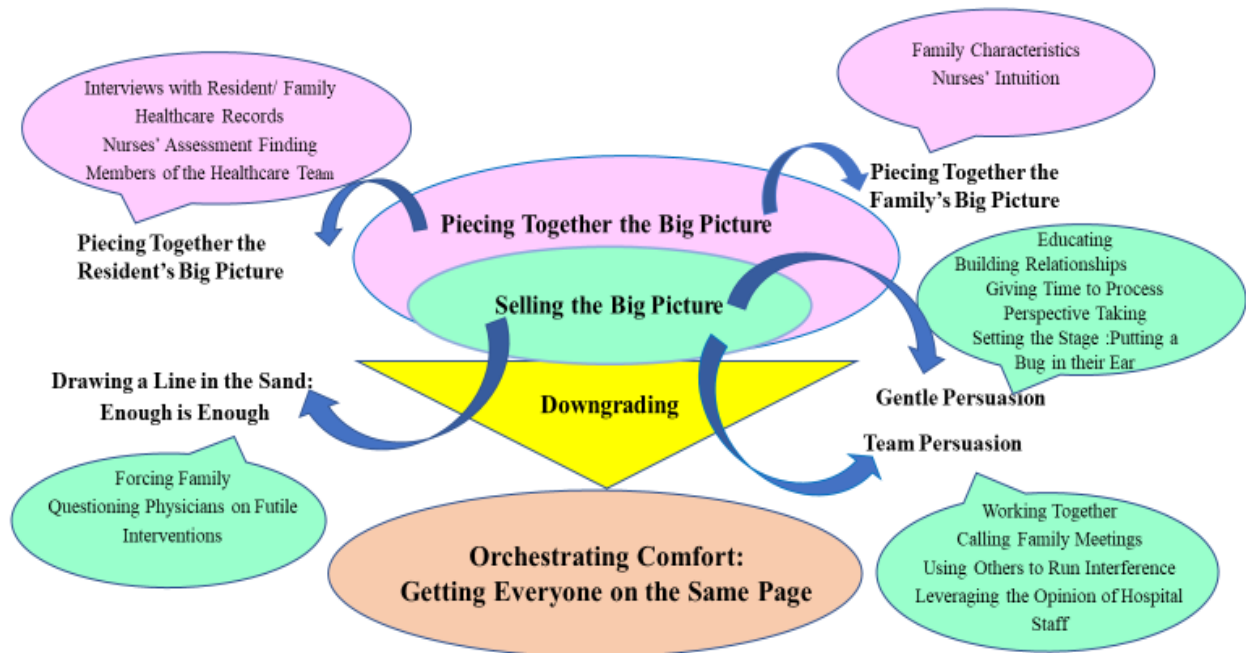 Interviews with Resident/ Family
Healthcare Records
Nurses' Assessment Finding
Members of the Healthcare Team
Piecing Together the
Resident's Big Picture
Family Characteristics
Nurses' Intuition
Piecing Together the
Family's Big Picture
Piecing Together the Big Picture
Selling the Big Picture
Educating
Building Relationships
Giving Time to Process
Perspective Taking
Setting the Stage :Putting a
Bug in their Ear
Gentle Persuasion
Drawing a Line in the Sand:
Enough is Enough
Forcing Family
Questioning Physicians on Futile
Interventions
Downgrading
Team Persuasion
Working Together
Calling Family Meetings
Using Others to Run Interference
Leveraging the Opinion of Hospital
Staff
Orchestrating Comfort:
Getting Everyone on the Same Page